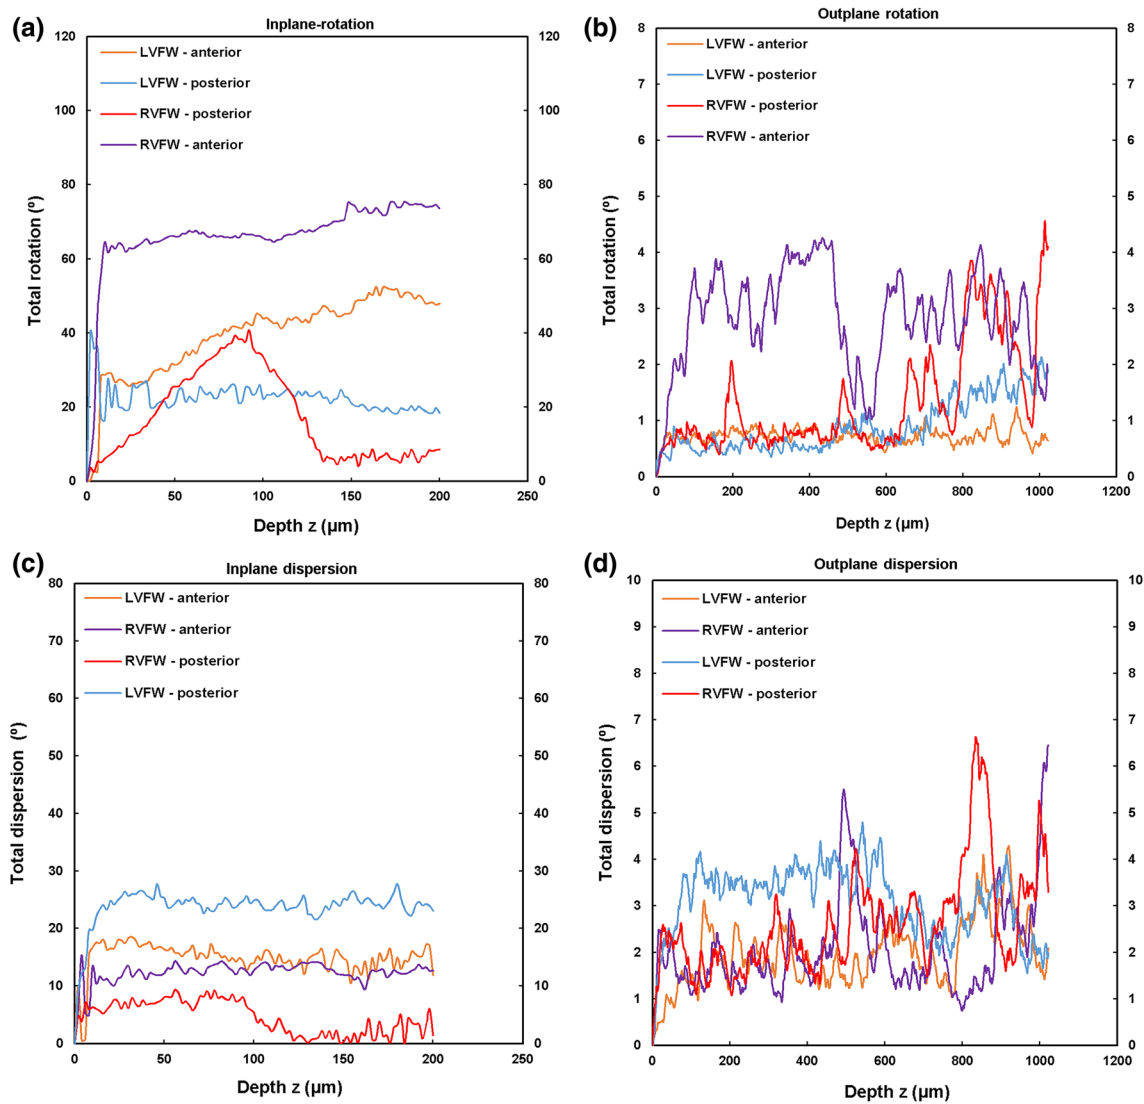 (a)
Inplane-rotation
LVFW - anterior
LVFW - posterior
RVFW - posterior
RVFW - anterior
120
100
80
60
40
20
0
120
100
80
60
40
20
0
0 50 100 150 200 250
Total rotation (º)
Depth z (µm)
(b)
Outplane rotation
LVFW - anterior
LVFW - posterior
RVFW - posterior
RVFW - anterior
8
7
6
5
4
3
2
1
0
8
7
6
5
4
3
2
1
0
0 200 400 600 800 1000 1200
Total rotation (º)
Depth z (µm)
(c)
Inplane dispersion
LVFW - anterior
RVFW - anterior
RVFW - posterior
LVFW - posterior
80
70
60
50
40
30
20
10
0
80
70
60
50
40
30
20
10
0
0 50 100 150 200 250
Total dispersion (º)
Depth z (µm)
(d)
Outplane dispersion
LVFW - anterior
RVFW - anterior
LVFW - posterior
RVFW - posterior
10
9
8
7
6
5
4
3
2
1
0
10
9
8
7
6
5
4
3
2
1
0
0 200 400 600 800 1000 1200
Total dispersion (º)
Depth z (µm)